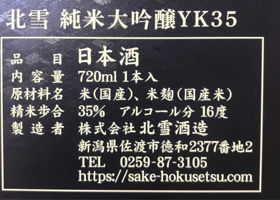 北雪 純米大吟醸YK35
品目 日本酒
内容量 720ml 1本入
原材料名 米(国産)、米麹(国産米)
精米歩合 35% アルコール分 16度
製造者 株式会社北雪酒造
新潟県佐渡市徳和2377番地2
TEL 0259-87-3105
https://sake-hokusetsu.com/